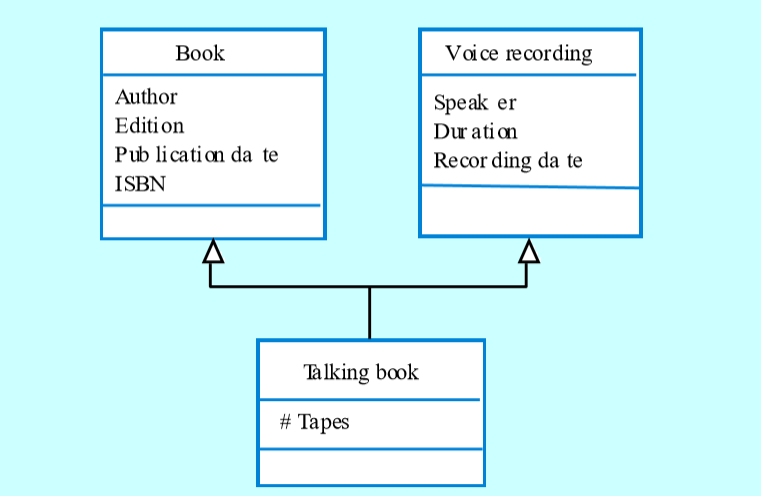 Book
Author
Edition
Publication date
ISBN
Voice recording
Speaker
Duration
Recording date
Talking book
# Tapes